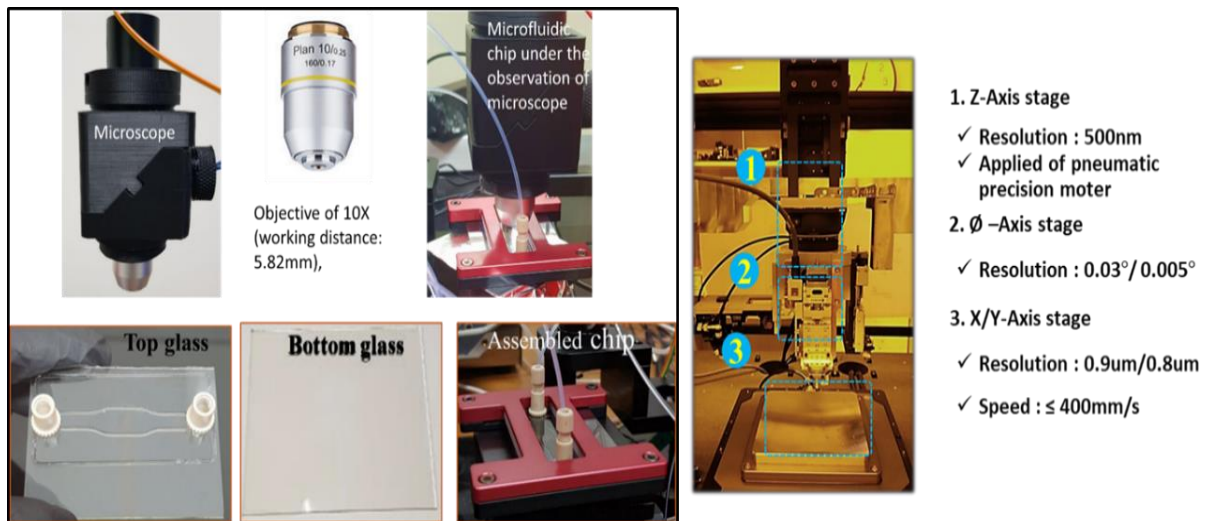 Microscope
Plan 10/0.25
160/0.17
Objective of 10X
(working distance:
5.82mm),
Microfluidic
chip under the
observation of
microscope
Top glass
Bottom glass
Assembled chip
1
2
3
1. Z-Axis stage
✓ Resolution : 500nm
✓ Applied of pneumatic
precision moter
2. Ø –Axis stage
✓ Resolution : 0.03°/ 0.005°
3. X/Y-Axis stage
✓ Resolution : 0.9um/0.8um
✓ Speed : ≤ 400mm/s